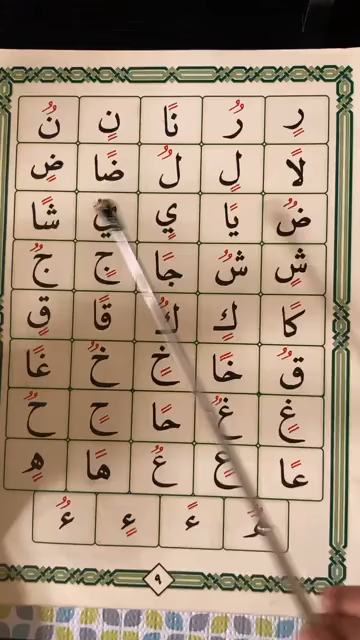 رٍ رٌ نًا نٍ نٌ
لًا لٍ لٌ ضًا ضٍ
ضٌ يًا يٍ شًا
شٍ شٌ جًا جٍ جٌ
كًا كٍ كٌ قًا قٍ
قٌ خًا خٍ خٌ غًا
غٍ غٌ حًا حٍ حٌ
عًا عٍ عٌ هًا هٍ
ءً ءٍ ءٌ
٩